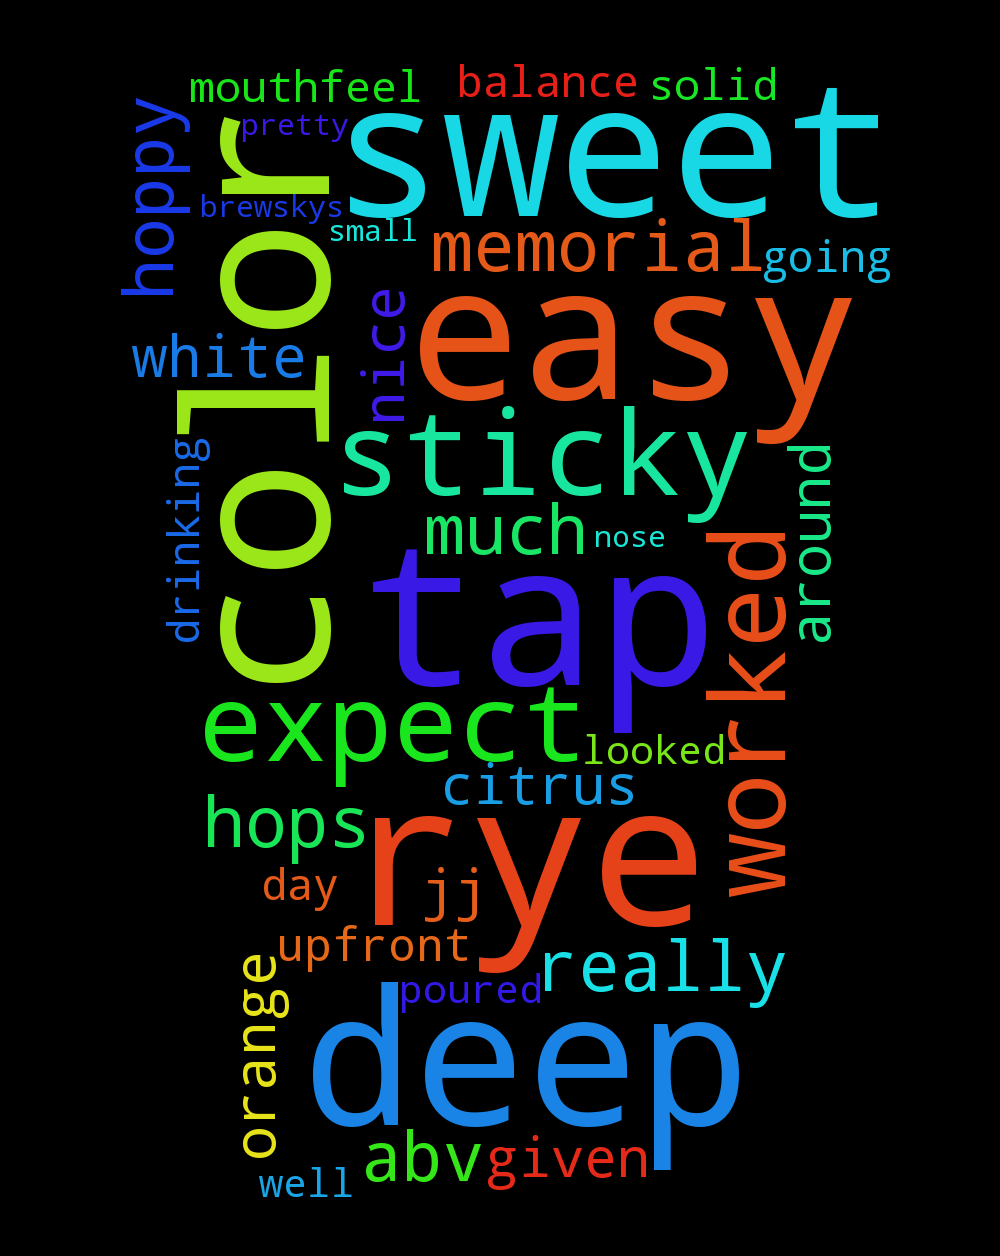 mouthfeel
balance
solid
hoppy
pretty
sweet
color
brewskys
small
memorial
going
nice
easy
white
sticky
drinking
around
much
nose
tap
worked
expect
looked
citrus
hops
rye
day
jj
upfront
really
orange
poured
deep
abv
given
well